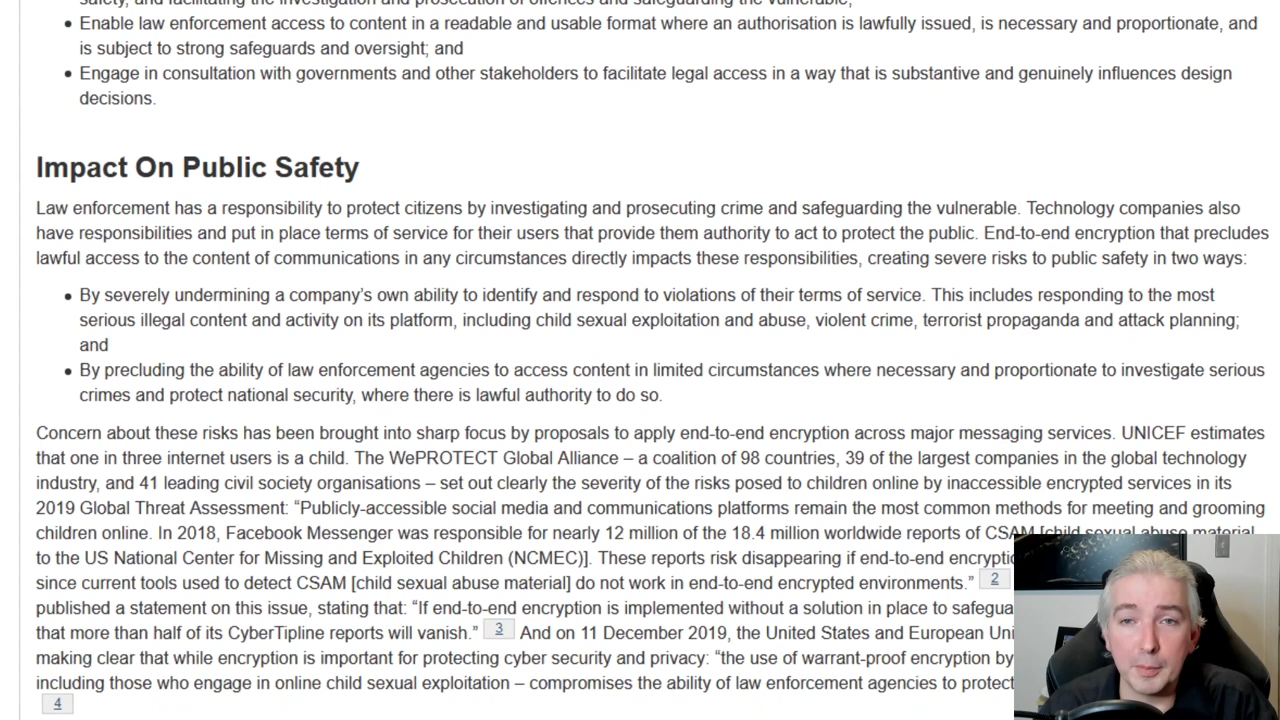 safety, and facilitating the investigation and prosecution of offences and safeguarding the vulnerable;
• Enable law enforcement access to content in a readable and usable format where an authorisation is lawfully issued, is necessary and proportionate, and
is subject to strong safeguards and oversight; and
• Engage in consultation with governments and other stakeholders to facilitate legal access in a way that is substantive and genuinely influences design
decisions.
Impact On Public Safety
Law enforcement has a responsibility to protect citizens by investigating and prosecuting crime and safeguarding the vulnerable. Technology companies also
have responsibilities and put in place terms of service for their users that provide them authority to act to protect the public. End-to-end encryption that precludes
lawful access to the content of communications in any circumstances directly impacts these responsibilities, creating severe risks to public safety in two ways:
• By severely undermining a company’s own ability to identify and respond to violations of their terms of service. This includes responding to the most
serious illegal content and activity on its platform, including child sexual exploitation and abuse, violent crime, terrorist propaganda and attack planning;
and
• By precluding the ability of law enforcement agencies to access content in limited circumstances where necessary and proportionate to investigate serious
crimes and protect national security, where there is lawful authority to do so.
Concern about these risks has been brought into sharp focus by proposals to apply end-to-end encryption across major messaging services. UNICEF estimates
that one in three internet users is a child. The WePROTECT Global Alliance – a coalition of 98 countries, 39 of the largest companies in the global technology
industry, and 41 leading civil society organisations – set out clearly the severity of the risks posed to children online by inaccessible encrypted services in its
2019 Global Threat Assessment: “Publicly-accessible social media and communications platforms remain the most common methods for meeting and grooming
children online. In 2018, Facebook Messenger was responsible for nearly 12 million of the 18.4 million worldwide reports of CSAM [child sexual abuse material
to the US National Center for Missing and Exploited Children (NCMEC)]. These reports risk disappearing if end-to-end
since current tools used to detect CSAM [child sexual abuse material] do not work in end-to-end encrypted environments.” 2
published a statement on this issue, stating that: “If end-to-end encryption is implemented without a solution in place to
that more than half of its CyberTipline reports will vanish.” 3 And on 11 December 2019, the United States and European
making clear that while encryption is important for protecting cyber security and privacy: “the use of warrant-proof encryption by
including those who engage in online child sexual exploitation – compromises the ability of law enforcement agencies to protect
4